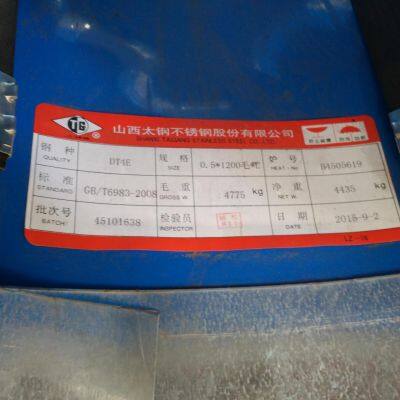 TG
山西太钢不锈钢股份有限公司
SHANXI TAIGANG STAINLESS STEEL CO.,LTD.
钢种 QUALITY DT4E 规格 SIZE 0.5*1200毛边 炉号 HEAT-No B4505619
标准 STANDARD GB/T6983-2008 毛重 GROSS W. 4775 kg 净重 NET W. 4435 kg
批次号 BATCH! 45101638 检验员 INSPECTOR 日期 DATE 2015-9-2